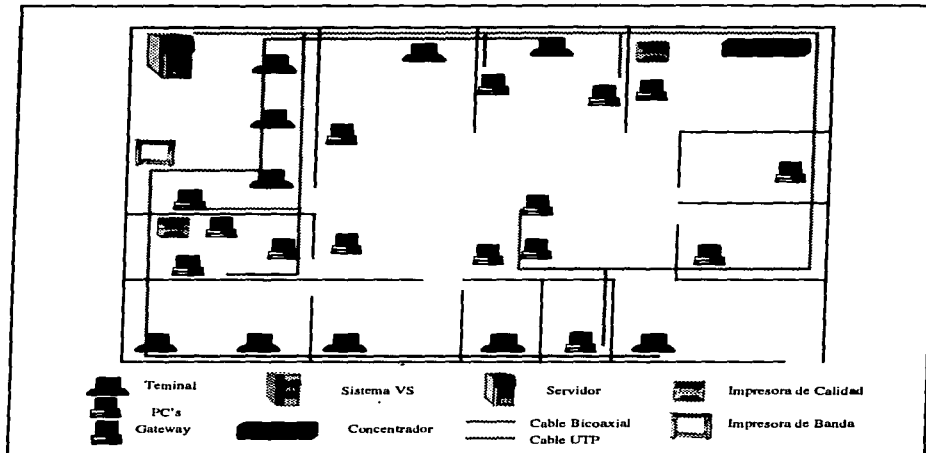 Teminal
PC's
Gateway
Sistema VS
Concentrador
Servidor
Cable Bicoaxial
Cable UTP
Impresora de Calidad
Impresora de Banda